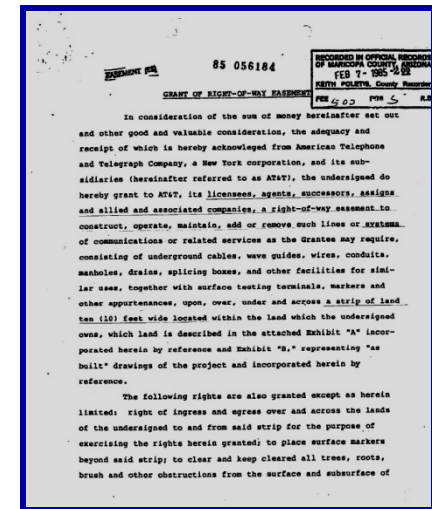 EASEMENT
85 056184
RECORDED IN OFFICIAL RECORDS
OF MARICOPA COUNTY, ARIZONA
FEB 7 - 1985
KEITH POLETIS, County Recorder
FEE 5 00 PGS 5 R.B.
GRANT OF RIGHT-OF-WAY EASEMENT
In consideration of the sum of money hereinafter set out
and other good and valuable consideration, the adequacy and
receipt of which is hereby acknowleged from American Telephone
and Telegraph Company, a New York corporation, and its sub-
sidiaries (hereinafter referred to as AT&T), the undersigned do
hereby grant to AT&T, its licensees, agents, successors, assigns
and allied and associated companies, a right-of-way easement to
construct, operate, maintain, add or remove such lines or systems
of communications or related services as the Grantee may require,
consisting of underground cables, wave guides, wires, conduits,
manholes, drains, splicing boxes, and other facilities for simi-
lar uses, together with surface testing terminals, markers and
other appurtenances, upon, over, under and across a strip of land
ten (10) feet wide located within the land which the undersigned
owns, which land is described in the attached Exhibit "A" incor-
porated herein by reference and Exhibit "B," representing "as
built" drawings of the project and incorporated herein by
reference.
The following rights are also granted except as herein
limited: right of ingress and egress over and across the lands
of the undersigned to and from said strip for the purpose of
exercising the rights herein granted; to place surface markers
beyond said strip; to clear and keep cleared all trees, roots,
brush and other obstructions from the surface and subsurface of